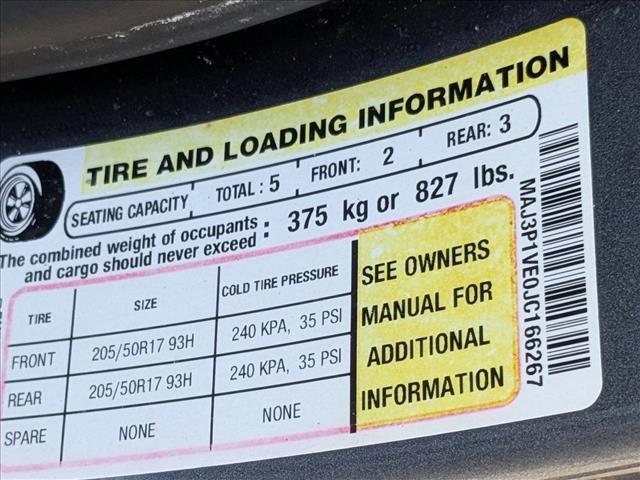 TIRE AND LOADING INFORMATION
SEATING CAPACITY TOTAL : 5 FRONT: 2 REAR: 3
The combined weight of occupants
and cargo should never exceed : 375 kg or 827 lbs.
TIRE SIZE COLD TIRE PRESSURE
FRONT 205/50R17 93H 240 KPA, 35 PSI
REAR 205/50R17 93H 240 KPA, 35 PSI
SPARE NONE NONE
SEE OWNERS
MANUAL FOR
ADDITIONAL
INFORMATION
MAJ3P1VE0JC166267